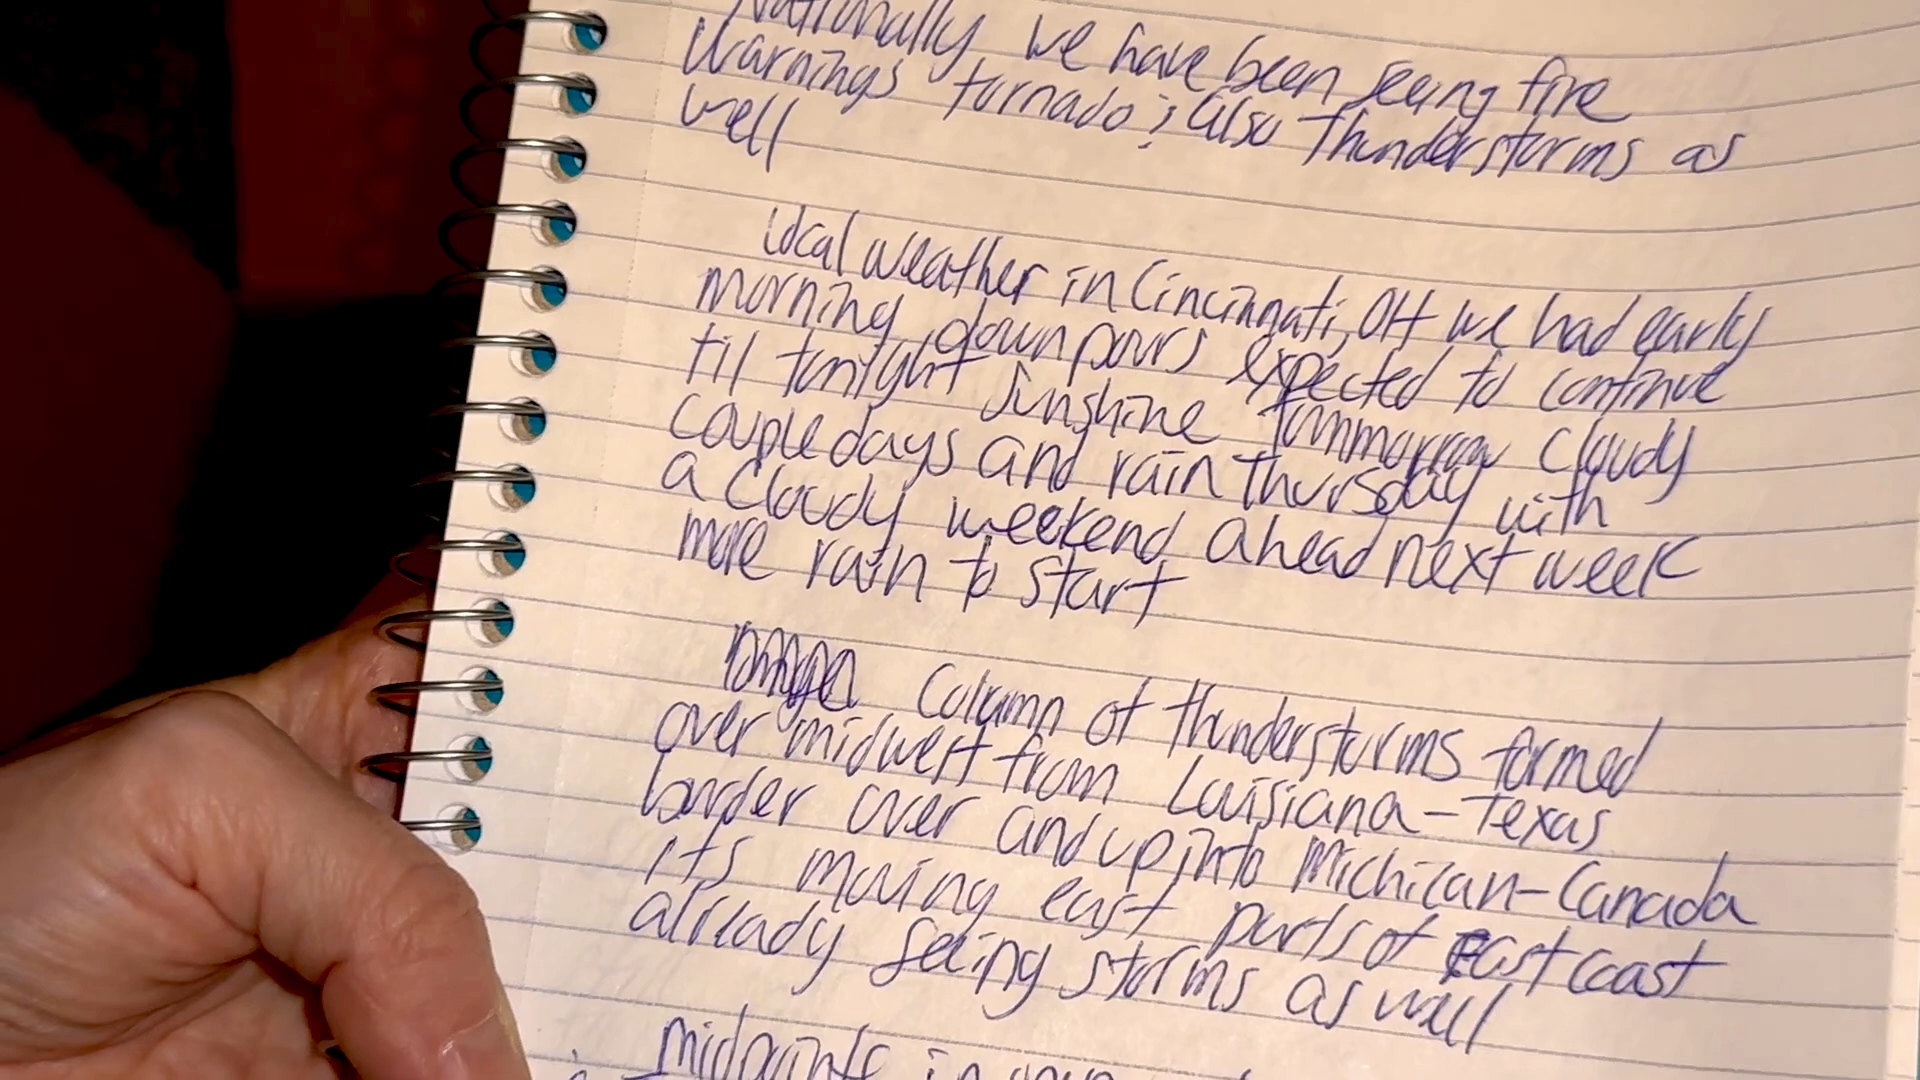 Nationally we have been seeing fire
warnings tornado; also Thunderstorms as
well
Local weather in Cincinnati, OH we had early
morning downpours expected to continue
til tonight sunshine tommorrow cloudy
couple days and rain Thursday with
a cloudy weekend ahead next week
more rain to start
Column of thunderstorms formed
over midwest from Louisiana-Texas
border over and up into Michican-Canada
its moving east parts of East coast
already seeing storms as well
in